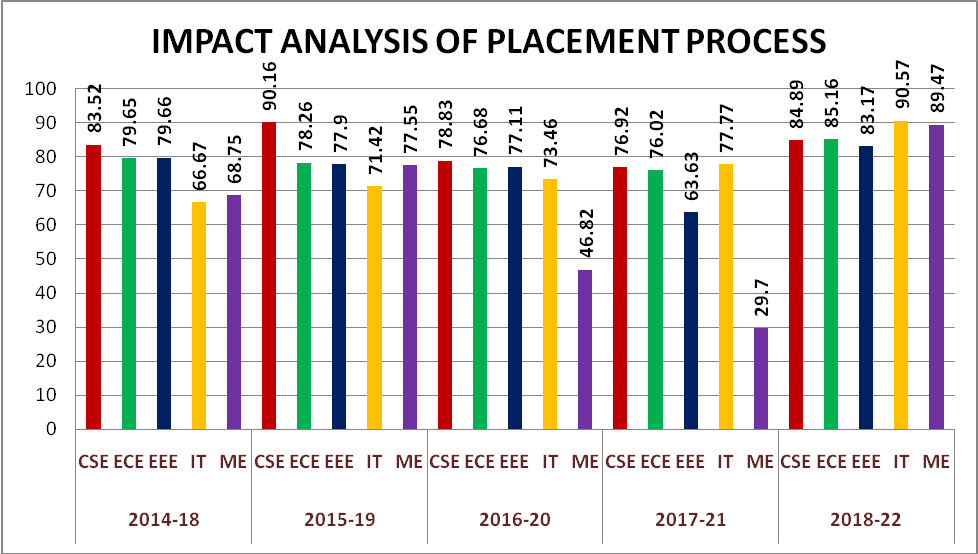 IMPACT ANALYSIS OF PLACEMENT PROCESS
100
90
80
70
60
50
40
30
20
10
0
83.52 79.65 79.66 66.67 68.75 90.16 78.26 77.9 71.42 77.55 78.83 76.68 77.11 73.46 46.82 76.92 76.02 63.63 77.77 29.7 84.89 85.16 83.17 90.57 89.47
CSE ECE EEE IT ME CSE ECE EEE IT ME CSE ECE EEE IT ME CSE ECE EEE IT ME CSE ECE EEE IT ME
2014-18 2015-19 2016-20 2017-21 2018-22